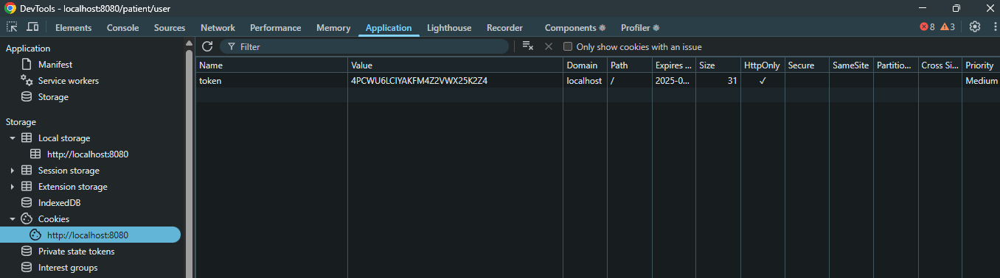 DevTools - localhost:8080/patient/user
Elements Console Sources Network Performance Memory Application Lighthouse Recorder Components Profiler 8 3
Application
Manifest
Service workers
Storage
Storage
Local storage
http://localhost:8080
Session storage
Extension storage
IndexedDB
Cookies
http://localhost:8080
Private state tokens
Interest groups
Filter Only show cookies with an issue
Name Value Domain Path Expires ... Size HttpOnly Secure SameSite Partitio... Cross Si... Priority
token 4PCWU6LCIYAKFM4Z2VWX25K2Z4 localhost / 2025-0... 31 ✓ Medium